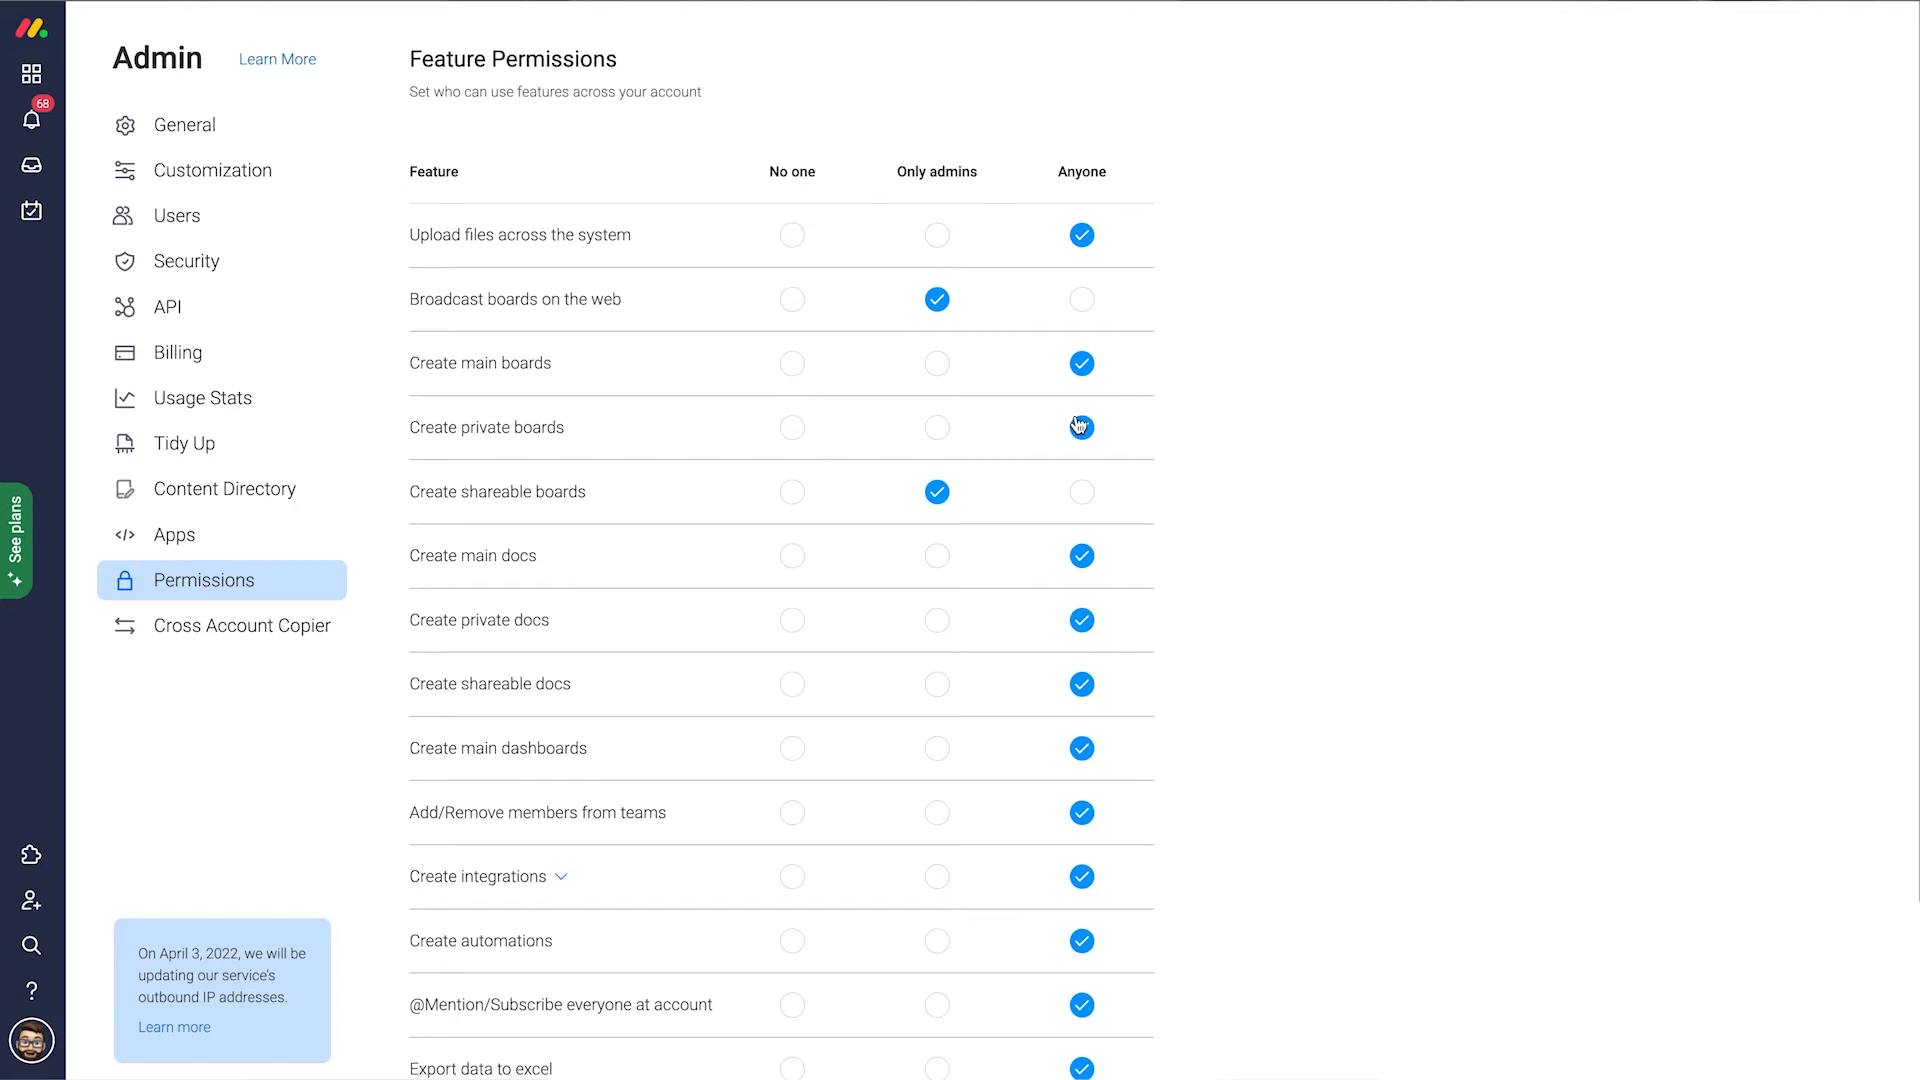 68
See plans
Admin
Learn More
General
Customization
Users
Security
API
Billing
Usage Stats
Tidy Up
Content Directory
Apps
Permissions
Cross Account Copier
On April 3, 2022, we will be
updating our service's
outbound IP addresses.
Learn more
Feature Permissions
Set who can use features across your account
Feature No one Only admins Anyone
Upload files across the system
Broadcast boards on the web
Create main boards
Create private boards
Create shareable boards
Create main docs
Create private docs
Create shareable docs
Create main dashboards
Add/Remove members from teams
Create integrations
Create automations
@Mention/Subscribe everyone at account
Export data to excel